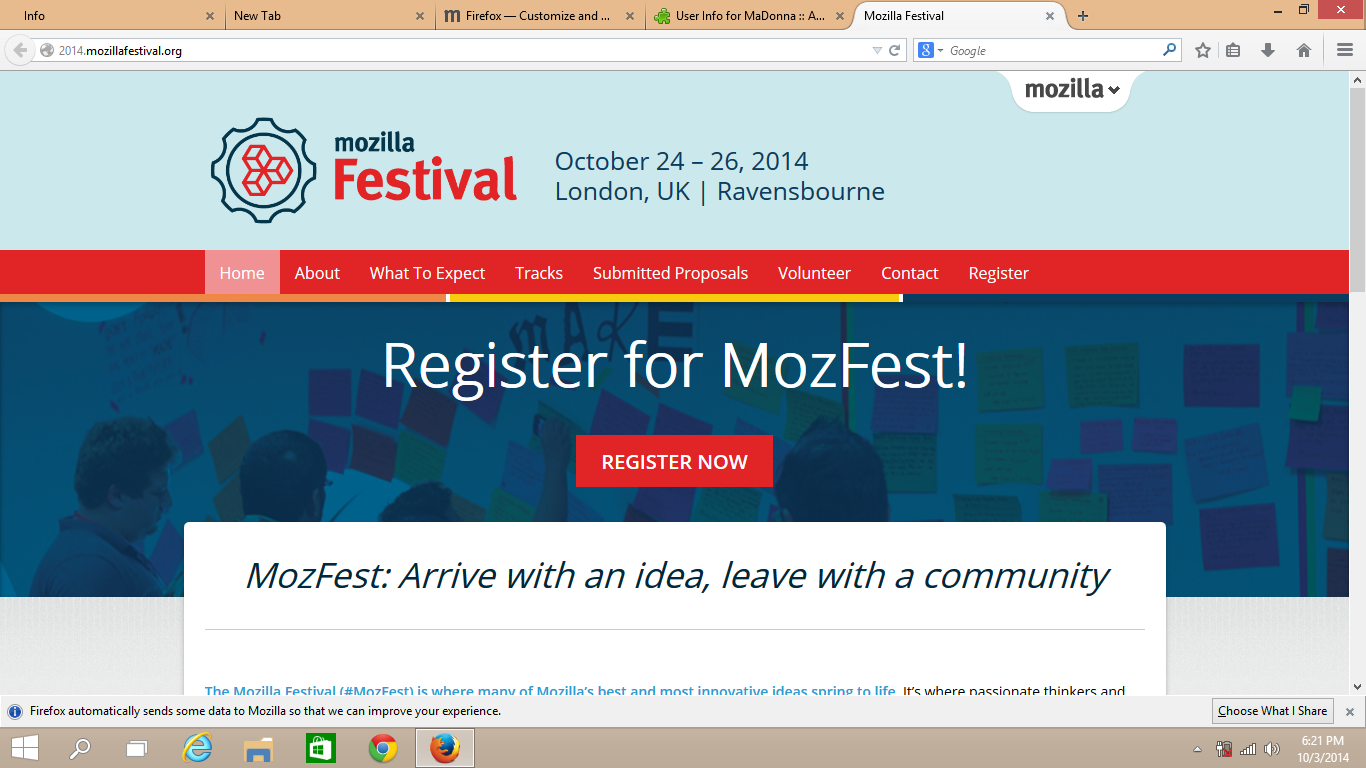 Info
New Tab
Firefox — Customize and ...
User Info for MaDonna :: A...
Mozilla Festival
2014.mozillafestival.org
Google
mozilla
mozilla
Festival
October 24 – 26, 2014
London, UK | Ravensbourne
Home About What To Expect Tracks Submitted Proposals Volunteer Contact Register
MAKE
Register for MozFest!
REGISTER NOW
MozFest: Arrive with an idea, leave with a community
The Mozilla Festival (#MozFest) is where many of Mozilla's best and most innovative ideas spring to life. It's where passionate thinkers and
Firefox automatically sends some data to Mozilla so that we can improve your experience.
Choose What I Share
6:21 PM
10/3/2014